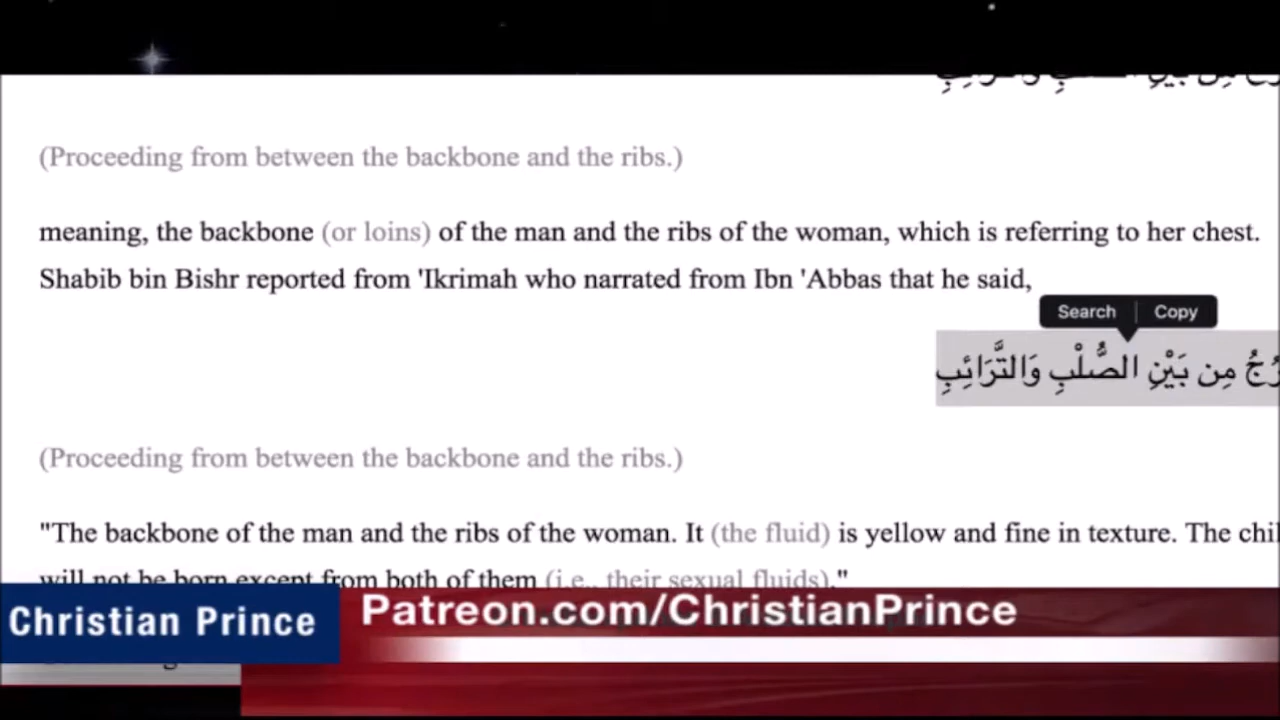 (Proceeding from between the backbone and the ribs.)
meaning, the backbone (or loins) of the man and the ribs of the woman, which is referring to her chest.
Shabib bin Bishr reported from 'Ikrimah who narrated from Ibn 'Abbas that he said,
Search Copy
مِن بَيْنِ الصُّلْبِ وَالتَّرَائِبِ
(Proceeding from between the backbone and the ribs.)
"The backbone of the man and the ribs of the woman. It (the fluid) is yellow and fine in texture. The
will not be born except from both of them (i.e., their sexual fluids)."
Christian Prince
Patreon.com/ChristianPrince